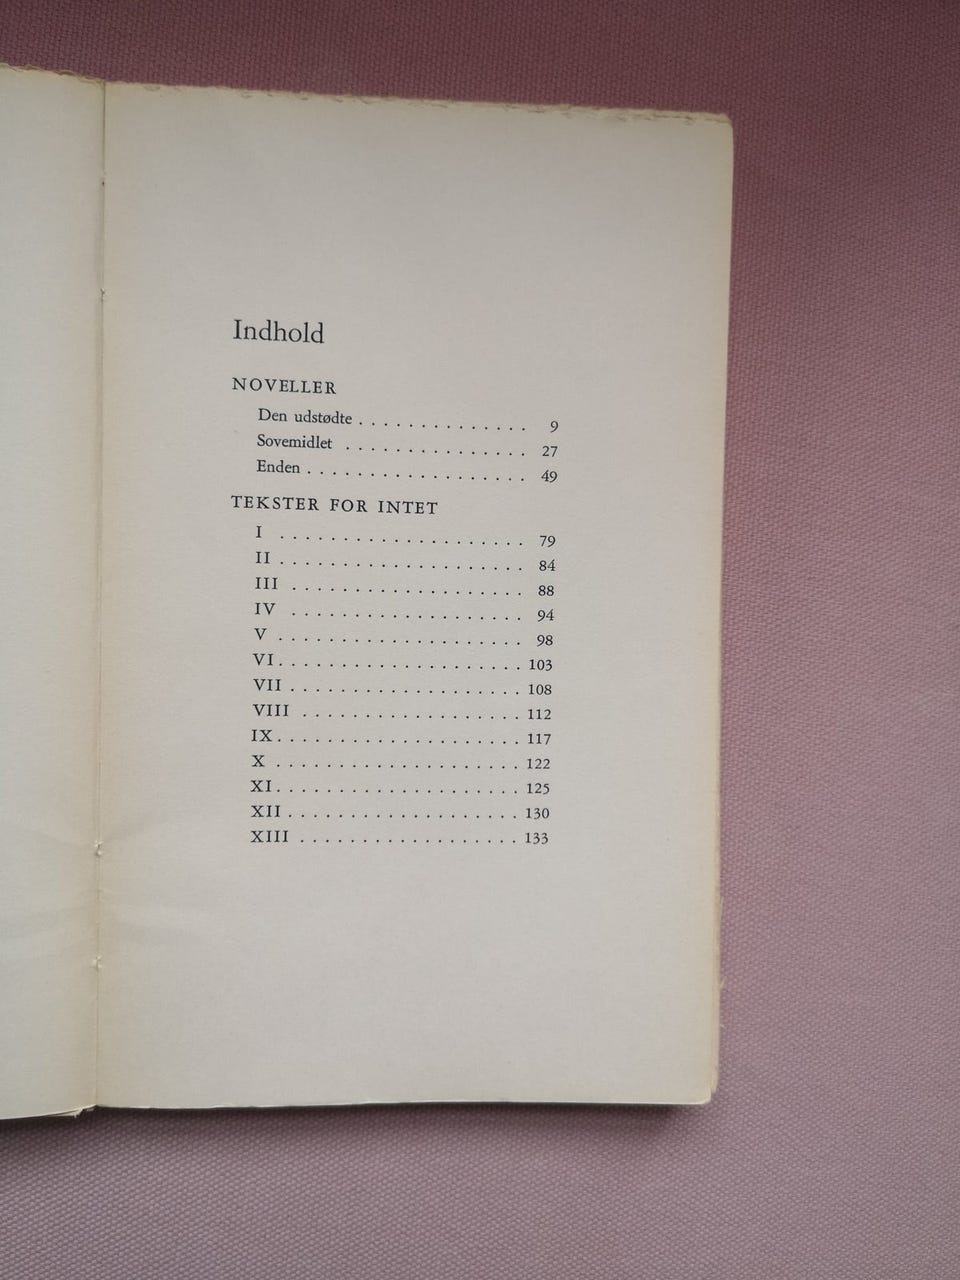 Indhold
NOVELLER
Den udstødte . . . . . . . . . . . . . . 9
Sovemidlet . . . . . . . . . . . . . . . 27
Enden . . . . . . . . . . . . . . . . . . 49
TEKSTER FOR INTET
I . . . . . . . . . . . . . . . . . . . . 79
II . . . . . . . . . . . . . . . . . . . . 84
III . . . . . . . . . . . . . . . . . . . 88
IV . . . . . . . . . . . . . . . . . . . 94
V . . . . . . . . . . . . . . . . . . . . 98
VI . . . . . . . . . . . . . . . . . . . . 103
VII . . . . . . . . . . . . . . . . . . . 108
VIII . . . . . . . . . . . . . . . . . . 112
IX . . . . . . . . . . . . . . . . . . . . 117
X . . . . . . . . . . . . . . . . . . . . 122
XI . . . . . . . . . . . . . . . . . . . . 125
XII . . . . . . . . . . . . . . . . . . . 130
XIII . . . . . . . . . . . . . . . . . . 133